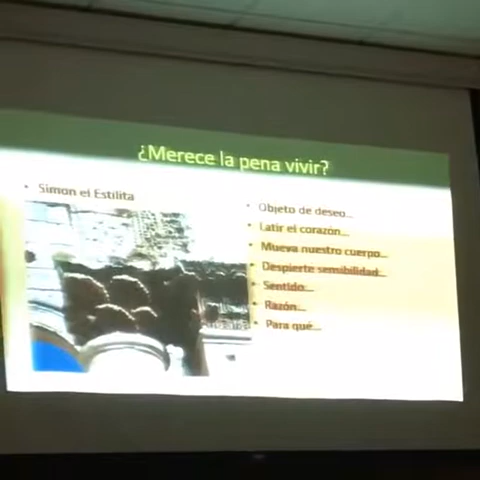 ¿Merece la pena vivir?
• Simon el Estilita
• Objeto de deseo...
• Latir el corazón...
• Mueva nuestro cuerpo...
• Despierte sensibilidad...
• Sentido...
• Razón...
• Para qué...